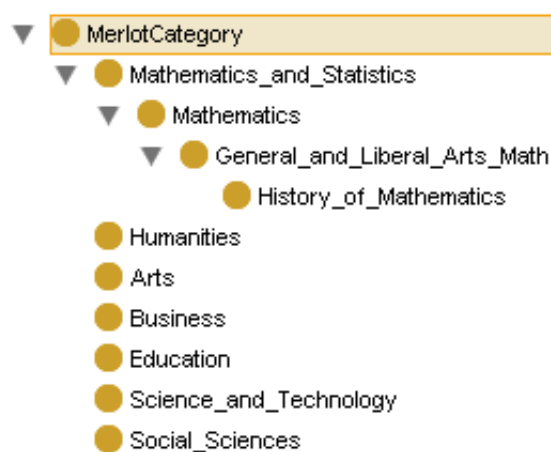 MerlotCategory
Mathematics_and_Statistics
Mathematics
General_and_Liberal_Arts_Math
History_of_Mathematics
Humanities
Arts
Business
Education
Science_and_Technology
Social_Sciences